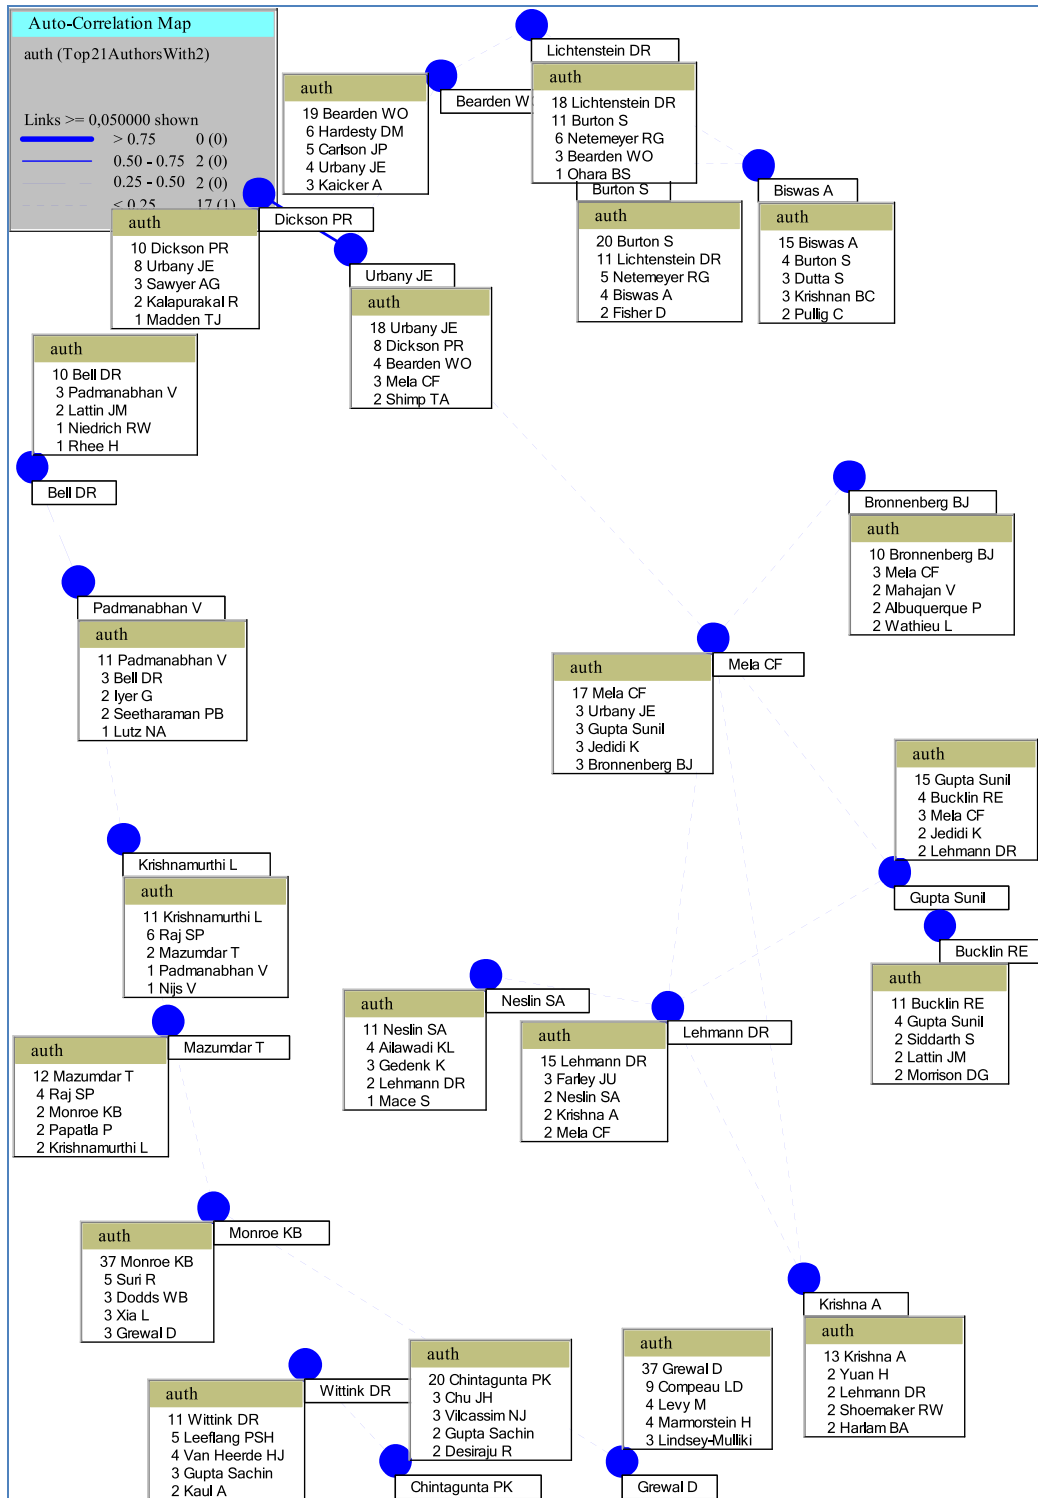 Auto-Correlation Map
auth (Top21AuthorsWith2)
Links >= 0,050000 shown
> 0.75 0 (0)
0.50 - 0.75 2 (0)
0.25 - 0.50 2 (0)
< 0.25 17 (1)
Lichtenstein DR
auth
18 Lichtenstein DR
11 Burton S
6 Netemeyer RG
3 Bearden WO
1 Ohara BS
Bearden W
auth
19 Bearden WO
6 Hardesty DM
5 Carlson JP
4 Urbany JE
3 Kaicker A
Burton S
auth
20 Burton S
11 Lichtenstein DR
5 Netemeyer RG
4 Biswas A
2 Fisher D
Biswas A
auth
15 Biswas A
4 Burton S
3 Dutta S
3 Krishnan BC
2 Pullig C
Dickson PR
auth
10 Dickson PR
8 Urbany JE
3 Sawyer AG
2 Kalapurakal R
1 Madden TJ
Urbany JE
auth
18 Urbany JE
8 Dickson PR
4 Bearden WO
3 Mela CF
2 Shimp TA
auth
10 Bell DR
3 Padmanabhan V
2 Lattin JM
1 Niedrich RW
1 Rhee H
Bell DR
Bronnenberg BJ
auth
10 Bronnenberg BJ
3 Mela CF
2 Mahajan V
2 Albuquerque P
2 Wathieu L
Padmanabhan V
auth
11 Padmanabhan V
3 Bell DR
2 Iyer G
2 Seetharaman PB
1 Lutz NA
Mela CF
auth
17 Mela CF
3 Urbany JE
3 Gupta Sunil
3 Jedidi K
3 Bronnenberg BJ
auth
15 Gupta Sunil
4 Bucklin RE
3 Mela CF
2 Jedidi K
2 Lehmann DR
Gupta Sunil
Krishnamurthi L
auth
11 Krishnamurthi L
6 Raj SP
2 Mazumdar T
1 Padmanabhan V
1 Nijs V
Bucklin RE
auth
11 Bucklin RE
4 Gupta Sunil
2 Siddarth S
2 Lattin JM
2 Morrison DG
Neslin SA
auth
11 Neslin SA
4 Ailawadi KL
3 Gedenk K
2 Lehmann DR
1 Mace S
Lehmann DR
auth
15 Lehmann DR
3 Farley JU
2 Neslin SA
2 Krishna A
2 Mela CF
Mazumdar T
auth
12 Mazumdar T
4 Raj SP
2 Monroe KB
2 Papatla P
2 Krishnamurthi L
Monroe KB
auth
37 Monroe KB
5 Suri R
3 Dodds WB
3 Xia L
3 Grewal D
Krishna A
auth
13 Krishna A
2 Yuan H
2 Lehmann DR
2 Shoemaker RW
2 Harlam BA
Wittink DR
auth
11 Wittink DR
5 Leeflang PSH
4 Van Heerde HJ
3 Gupta Sachin
2 Kaul A
auth
20 Chintagunta PK
3 Chu JH
3 Vilcassim NJ
2 Gupta Sachin
2 Desiraju R
Chintagunta PK
auth
37 Grewal D
9 Compeau LD
4 Levy M
4 Marmorstein H
3 Lindsey-Mulliki
Grewal D